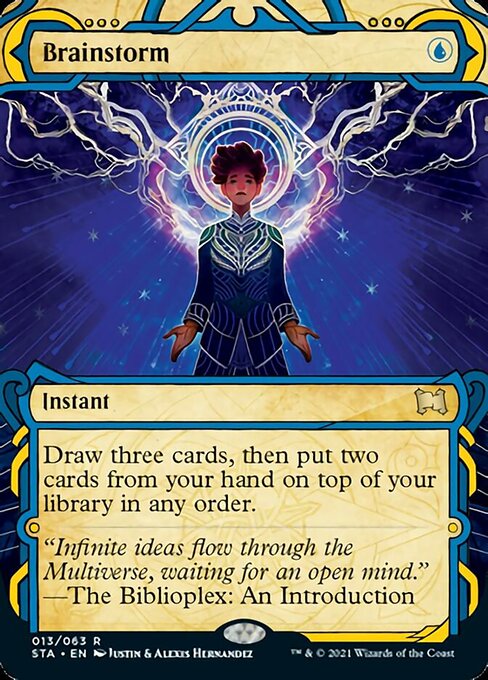 Brainstorm
Instant
Draw three cards, then put two
cards from your hand on top of your
library in any order.
“Infinite ideas flow through the
Multiverse, waiting for an open mind.”
—The Biblioplex: An Introduction
013/063 R
STA • EN Justin & Alexis Hernandez
™ & © 2021 Wizards of the Coast